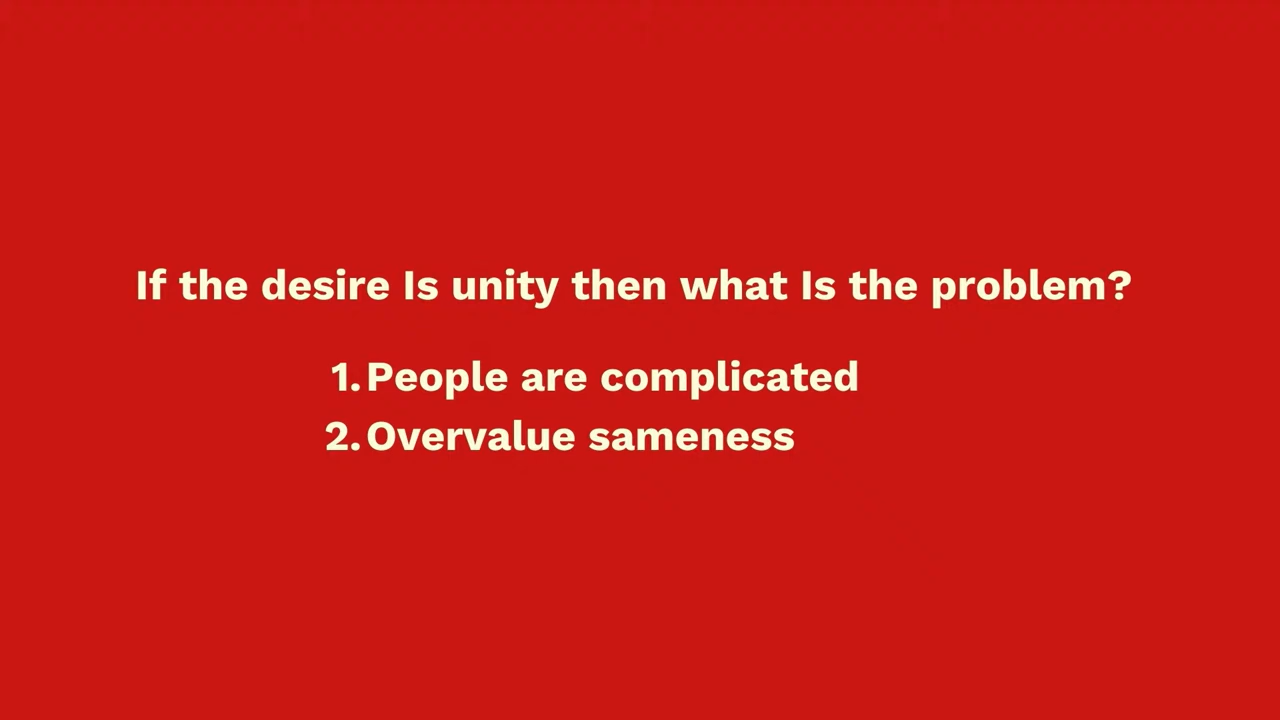 If the desire Is unity then what Is the problem?
1. People are complicated
2. Overvalue sameness